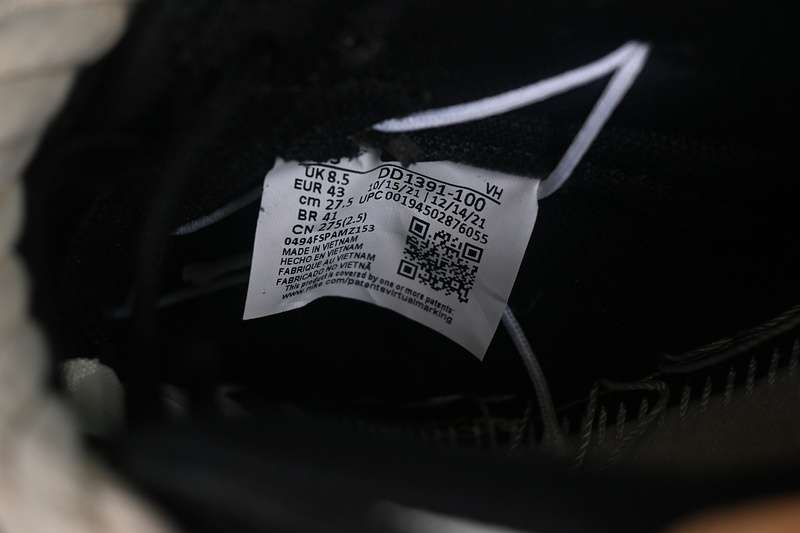 UK 8.5 DD1391-100 VH
EUR 43 10/15/21 | 12/14/21
cm 27.5 UPC 00194502876055
BR 41
CN 275(2.5)
0494FSPAMZ153
MADE IN VIETNAM
HECHO EN VIETNAM
FABRIQUE AU VIETNAM
FABRICADO NO VIETNÃ
This product is covered by one or more patents:
www.nike.com/patentsvirtualmarking